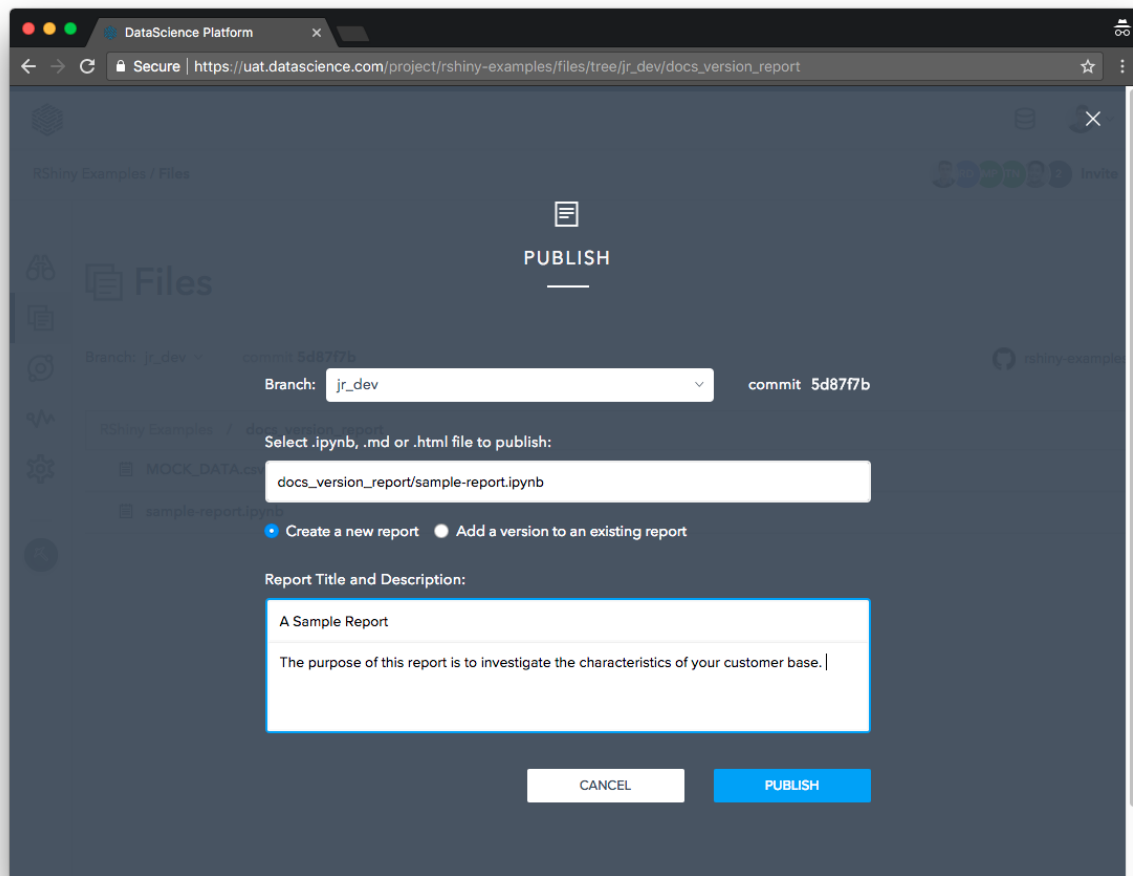 DataScience Platform
Secure | https://uat.datascience.com/project/rshiny-examples/files/tree/jr_dev/docs_version_report
RShiny Examples / Files
Invite
PUBLISH
Files
Branch: jr_dev
commit 5d87f7b
rshiny-examples
Branch: jr_dev
commit 5d87f7b
RShiny Examples / docs_version_report
Select .ipynb, .md or .html file to publish:
MOCK_DATA.csv
docs_version_report/sample-report.ipynb
sample-report.ipynb
Create a new report
Add a version to an existing report
Report Title and Description:
A Sample Report
The purpose of this report is to investigate the characteristics of your customer base.
CANCEL
PUBLISH